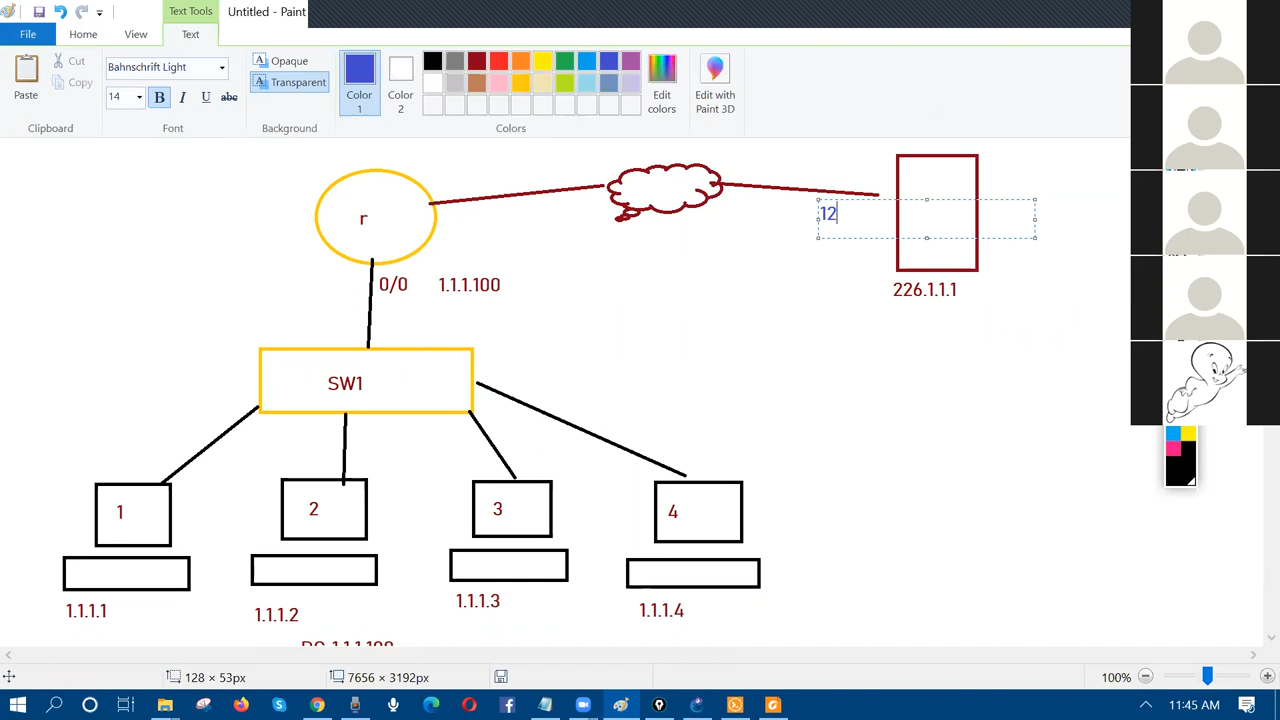 Text Tools
Untitled - Paint
File
Home
View
Text
Paste
Cut
Copy
Clipboard
Bahnschrift Light
14
B
I
U
abc
Font
Opaque
Transparent
Background
Color
1
Color
2
Colors
Edit
colors
Edit with
Paint 3D
r
12
0/0
1.1.1.100
226.1.1.1
SW1
1
2
3
4
1.1.1.1
1.1.1.2
1.1.1.3
1.1.1.4
128 × 53px
7656 × 3192px
100%
11:45 AM